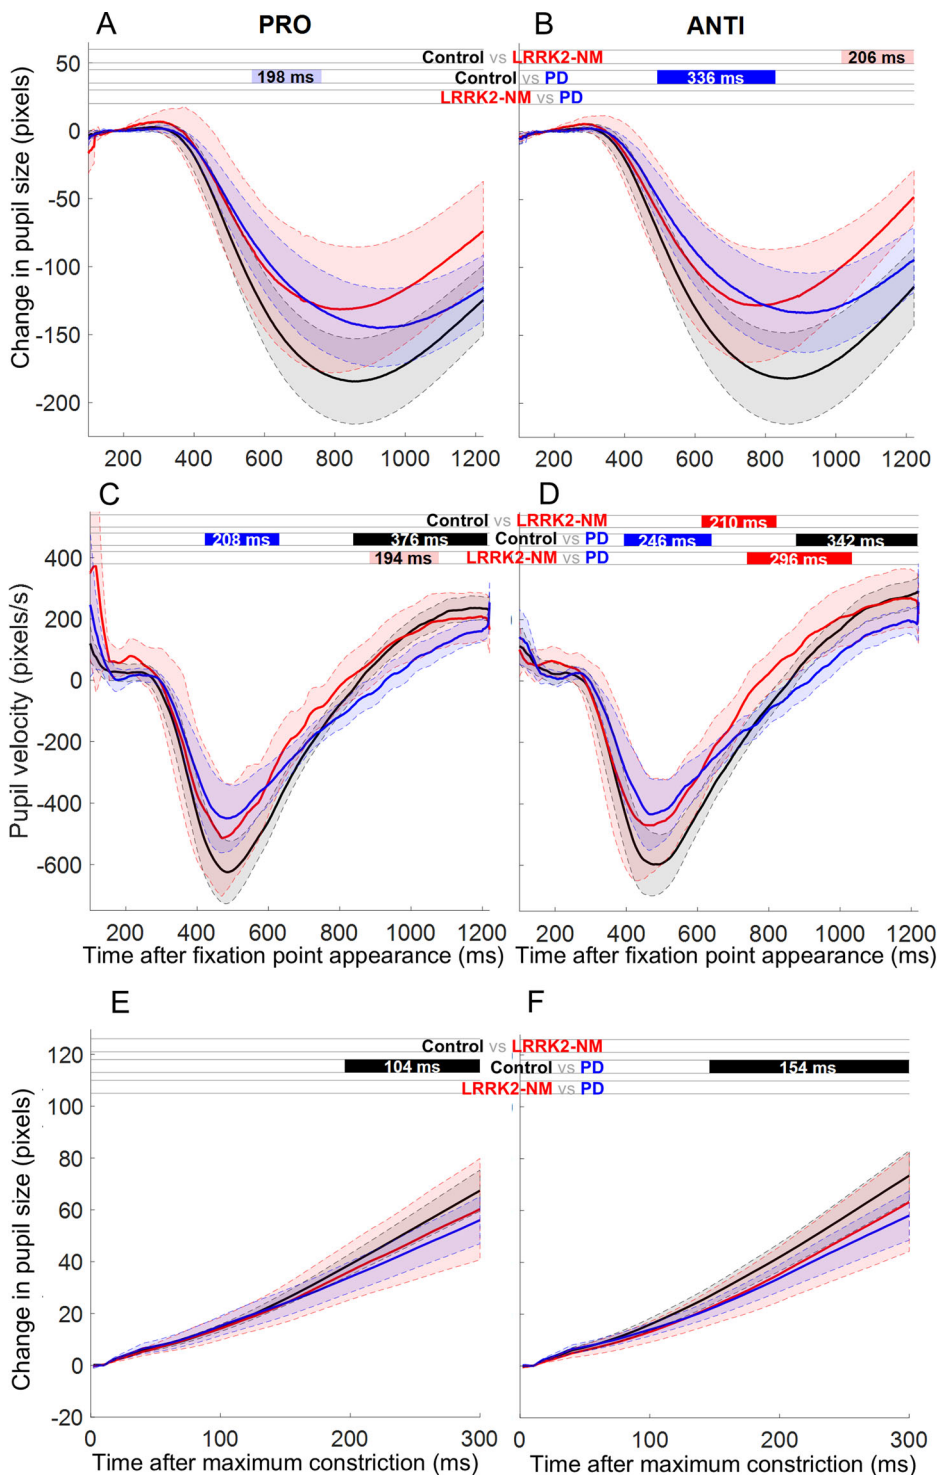 A PRO B ANTI
50 Control vs LRRK2-NM 206 ms
198 ms Control vs PD 336 ms
LRRK2-NM vs PD
0
-50
-100
-150
-200
Change in pupil size (pixels)
200 400 600 800 1000 1200 200 400 600 800 1000 1200
C D
Control vs LRRK2-NM 210 ms
208 ms 376 ms Control vs PD 246 ms 342 ms
194 ms LRRK2-NM vs PD 296 ms
400
200
0
-200
-400
-600
Pupil velocity (pixels/s)
200 400 600 800 1000 1200 200 400 600 800 1000 1200
Time after fixation point appearance (ms) Time after fixation point appearance (ms)
E F
120 Control vs LRRK2-NM
104 ms Control vs PD 154 ms
LRRK2-NM vs PD
100
80
60
40
20
0
-20
Change in pupil size (pixels)
0 100 200 300 0 100 200 300
Time after maximum constriction (ms) Time after maximum constriction (ms)